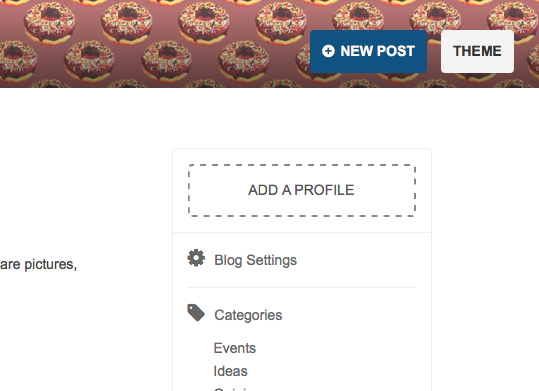 NEW POST
THEME
ADD A PROFILE
are pictures,
Blog Settings
Categories
Events
Ideas